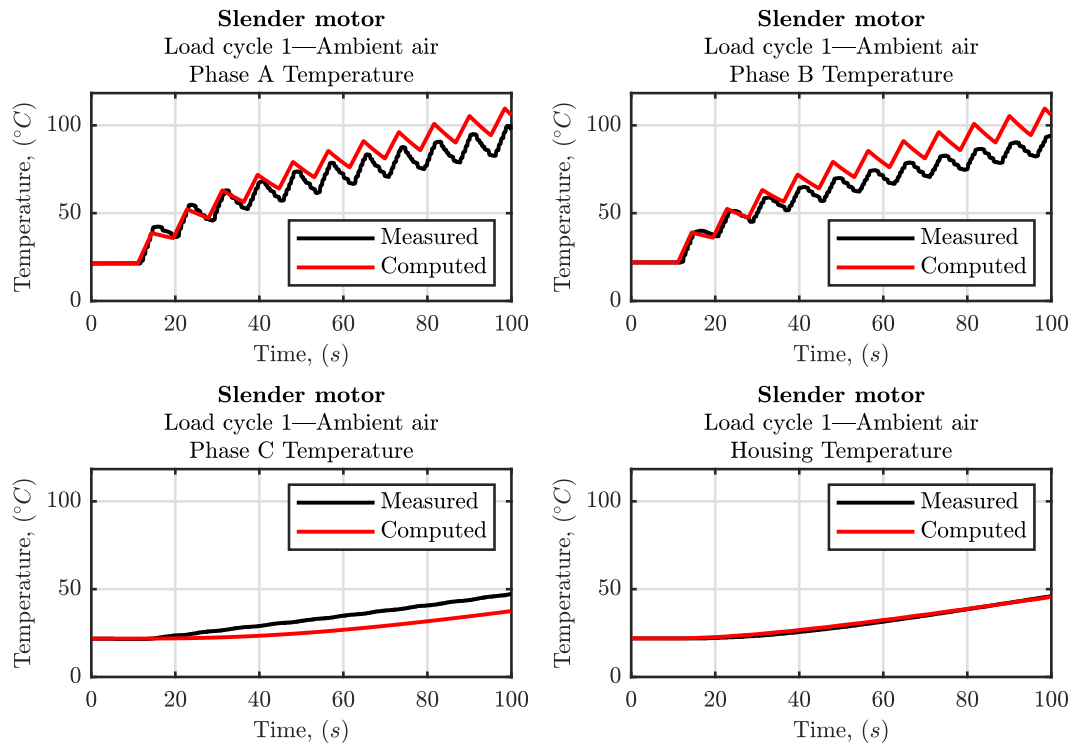 Slender motor
Load cycle 1—Ambient air
Phase A Temperature
Temperature, (°C)
100
50
0
Measured
Computed
0 20 40 60 80 100
Time, (s)
Slender motor
Load cycle 1—Ambient air
Phase B Temperature
Temperature, (°C)
100
50
0
Measured
Computed
0 20 40 60 80 100
Time, (s)
Slender motor
Load cycle 1—Ambient air
Phase C Temperature
Temperature, (°C)
100
50
0
Measured
Computed
0 20 40 60 80 100
Time, (s)
Slender motor
Load cycle 1—Ambient air
Housing Temperature
Temperature, (°C)
100
50
0
Measured
Computed
0 20 40 60 80 100
Time, (s)